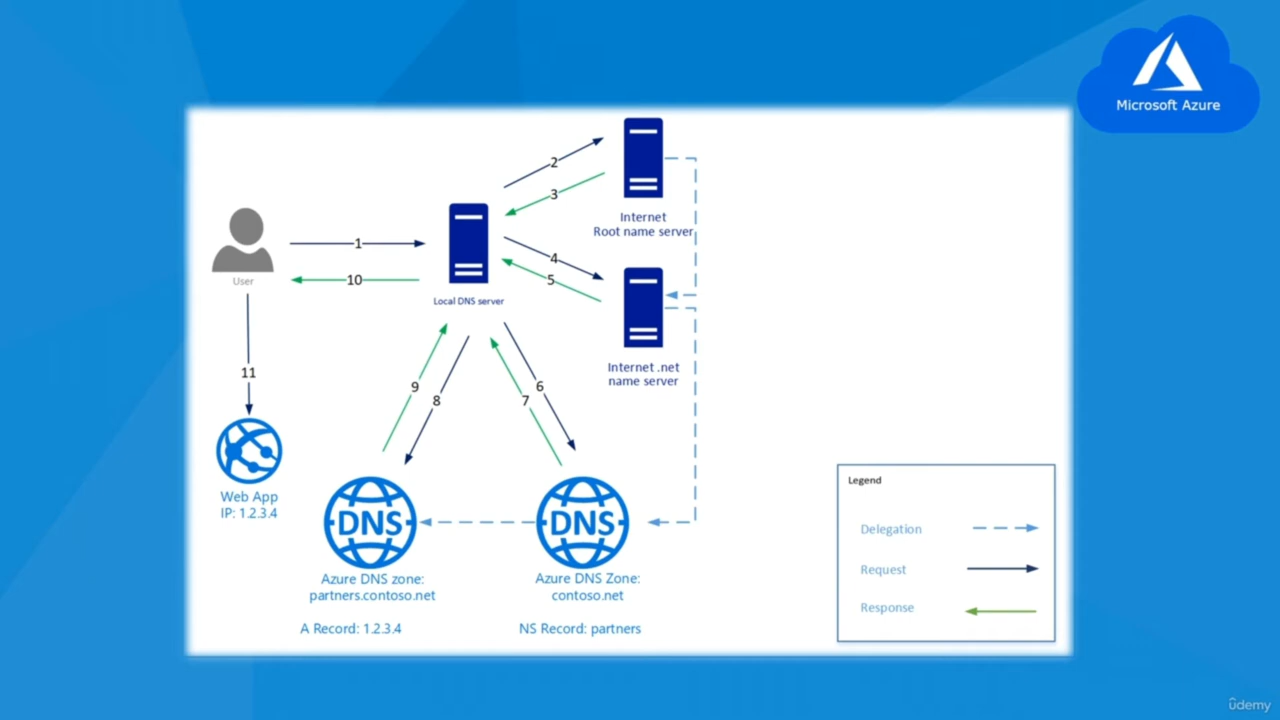 Microsoft Azure
2
3
Internet
Root name server
1
4
User
10
5
Local DNS server
Internet .net
name server
11
9
6
8
7
Web App
IP: 1.2.3.4
Legend
DNS
DNS
Delegation
Azure DNS zone:
partners.contoso.net
Azure DNS Zone:
contoso.net
Request
Response
A Record: 1.2.3.4
NS Record: partners
ûdemy